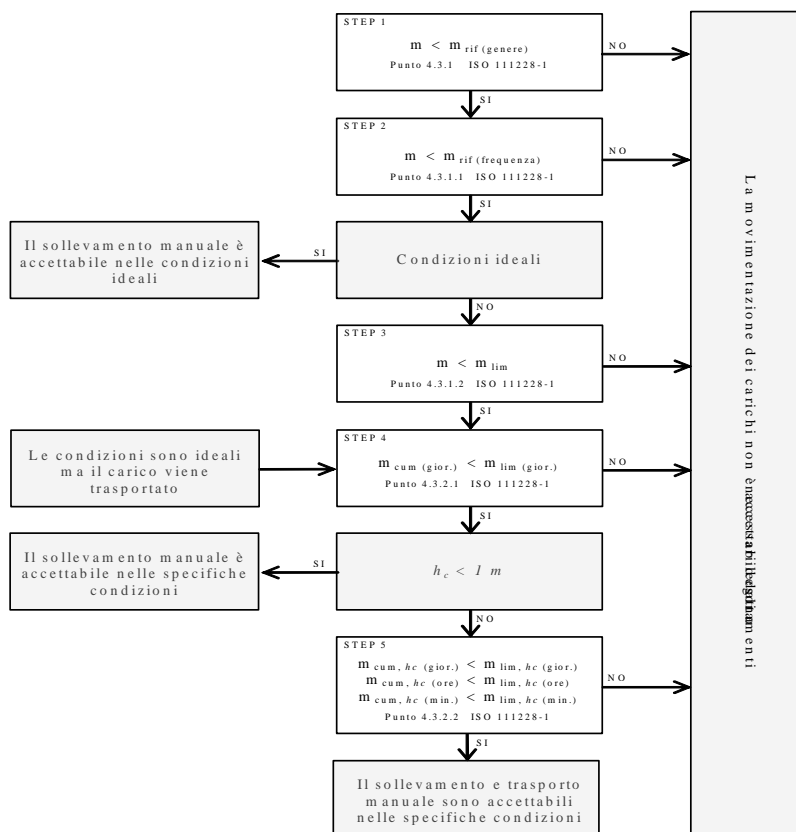 STEP 1
m < m rif (genere)
Punto 4.3.1 ISO 111228-1
NO
SI
STEP 2
m < m rif (frequenza)
Punto 4.3.1.1 ISO 111228-1
NO
SI
Il sollevamento manuale è
accettabile nelle condizioni
ideali
SI
Condizioni ideali
NO
STEP 3
m < m lim
Punto 4.3.1.2 ISO 111228-1
NO
SI
Le condizioni sono ideali
ma il carico viene
trasportato
STEP 4
m cum (gior.) < m lim (gior.)
Punto 4.3.2.1 ISO 111228-1
NO
SI
Il sollevamento manuale è
accettabile nelle specifiche
condizioni
SI
h c < 1 m
NO
STEP 5
m cum, hc (gior.) < m lim, hc (gior.)
m cum, hc (ore) < m lim, hc (ore)
m cum, hc (min.) < m lim, hc (min.)
Punto 4.3.2.2 ISO 111228-1
NO
SI
Il sollevamento e trasporto
manuale sono accettabili
nelle specifiche condizioni
La movimentazione dei carichi non è